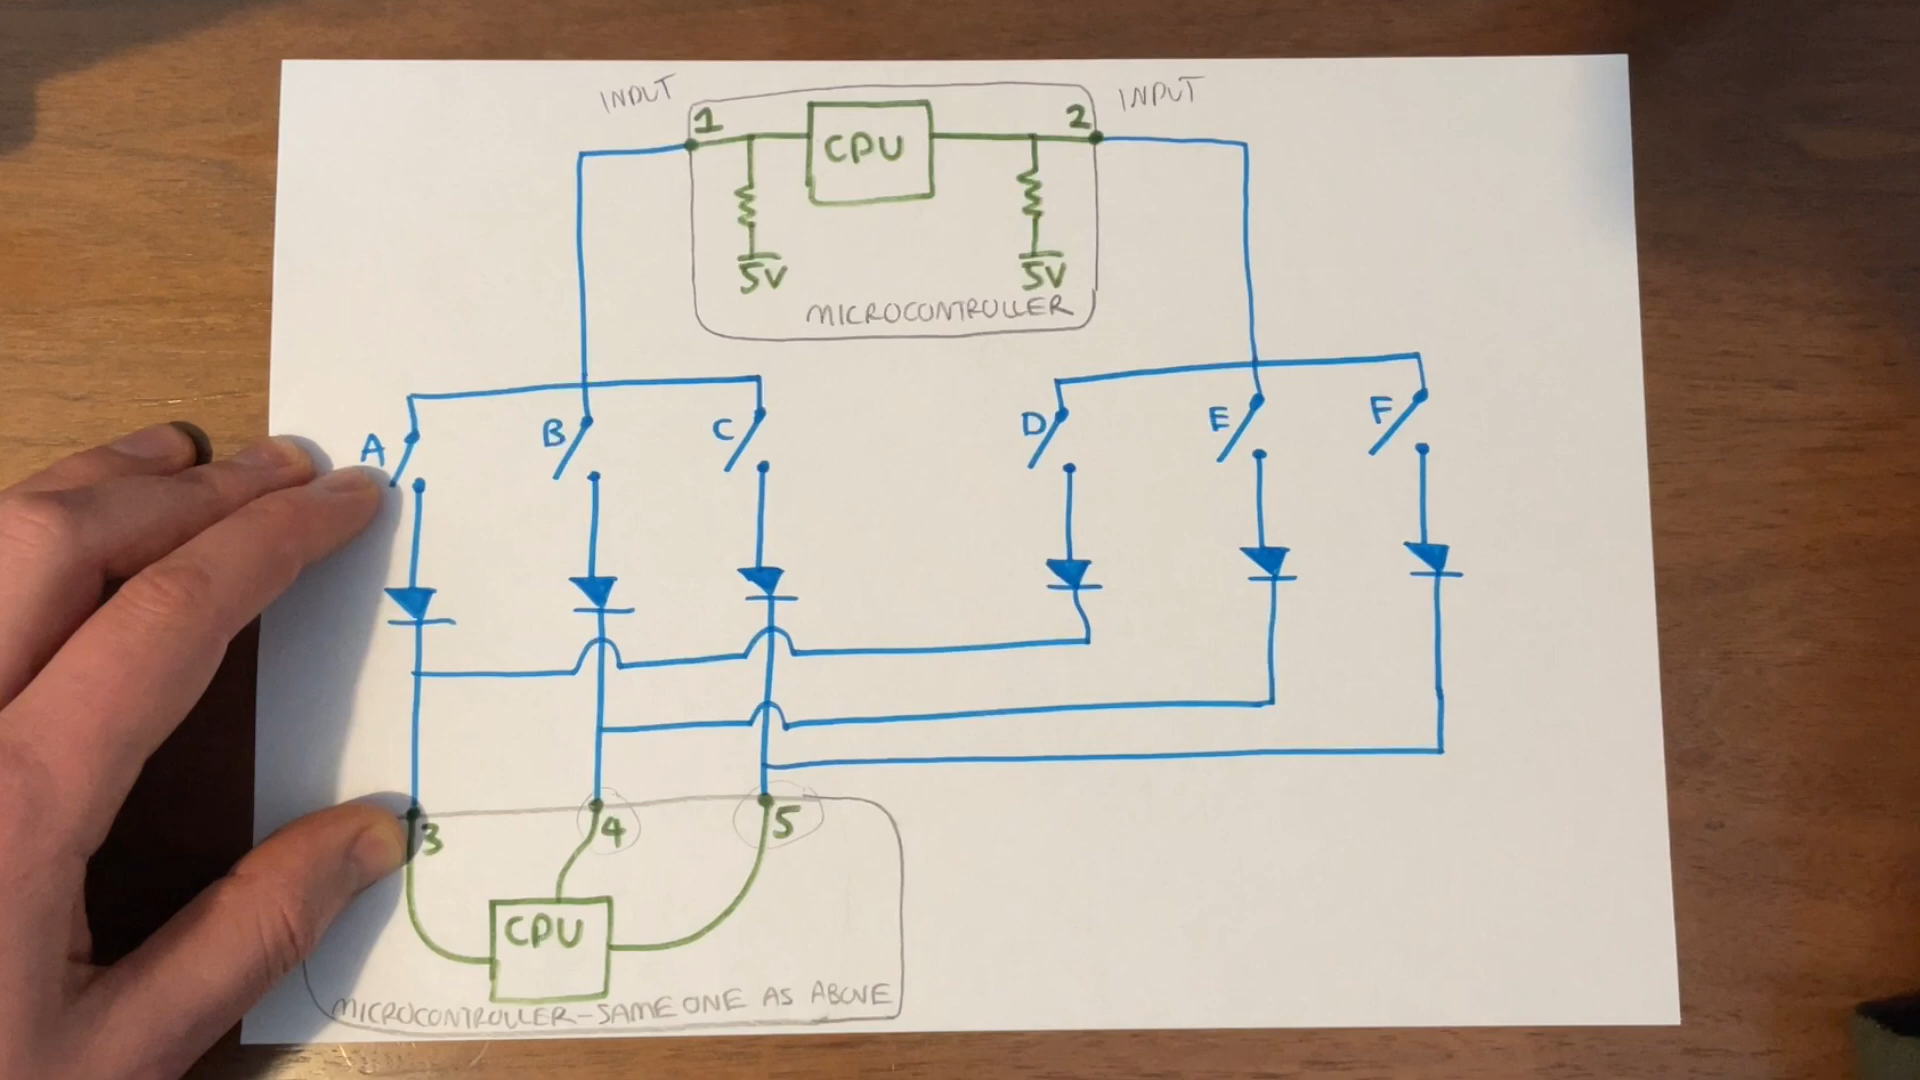 INPUT
1
CPU
2
INPUT
5V
5V
MICROCONTROLLER
A
B
C
D
E
F
3
4
5
CPU
MICROCONTROLLER-SAME ONE AS ABOVE